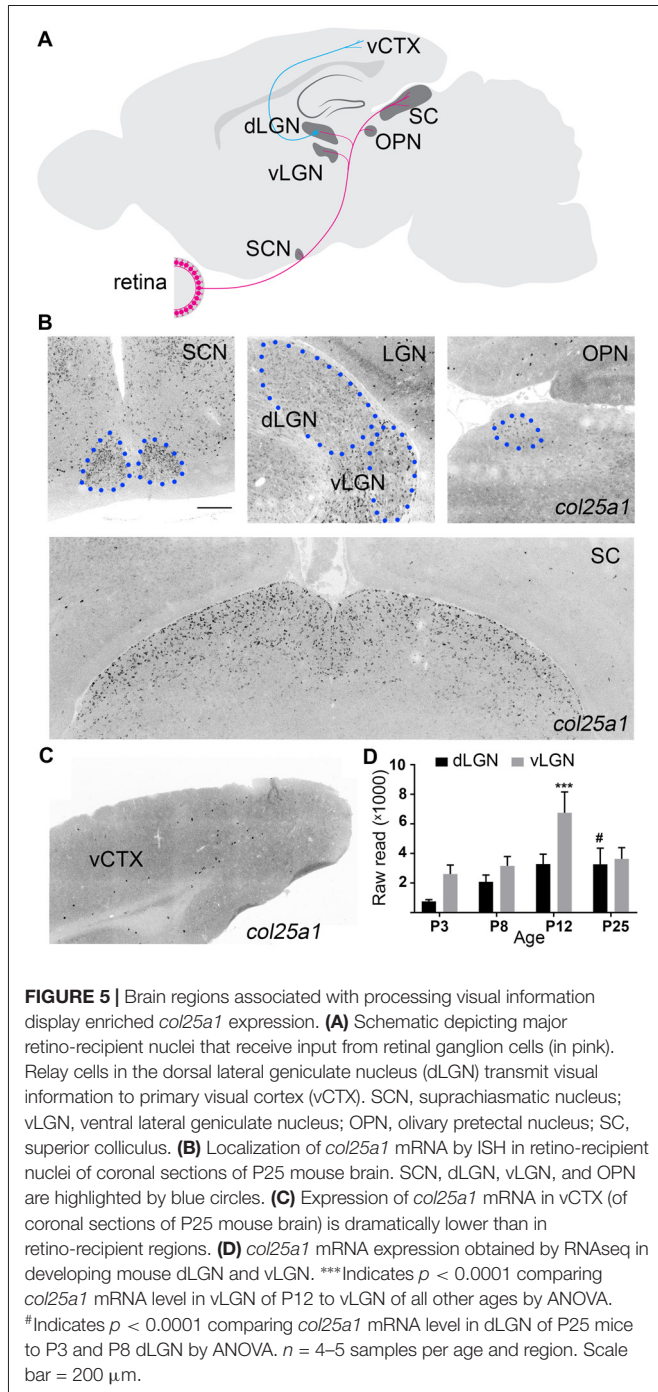 A
vCTX
SC
dLGN
OPN
vLGN
SCN
retina
B
SCN
LGN
OPN
dLGN
vLGN
col25a1
SC
col25a1
C
vCTX
col25a1
D
dLGN vLGN
Raw read (×1000)
10
8
6
4
2
***
#
P3 P8 P12 P25
Age
FIGURE 5 | Brain regions associated with processing visual information
display enriched col25a1 expression. (A) Schematic depicting major
retino-recipient nuclei that receive input from retinal ganglion cells (in pink).
Relay cells in the dorsal lateral geniculate nucleus (dLGN) transmit visual
information to primary visual cortex (vCTX). SCN, suprachiasmatic nucleus;
vLGN, ventral lateral geniculate nucleus; OPN, olivary pretectal nucleus; SC,
superior colliculus. (B) Localization of col25a1 mRNA by ISH in retino-recipient
nuclei of coronal sections of P25 mouse brain. SCN, dLGN, vLGN, and OPN
are highlighted by blue circles. (C) Expression of col25a1 mRNA in vCTX (of
coronal sections of P25 mouse brain) is dramatically lower than in
retino-recipient regions. (D) col25a1 mRNA expression obtained by RNAseq in
developing mouse dLGN and vLGN. ***Indicates p < 0.0001 comparing
col25a1 mRNA level in vLGN of P12 to vLGN of all other ages by ANOVA.
#Indicates p < 0.0001 comparing col25a1 mRNA level in dLGN of P25 mice
to P3 and P8 dLGN by ANOVA. n = 4–5 samples per age and region. Scale
bar = 200 μm.